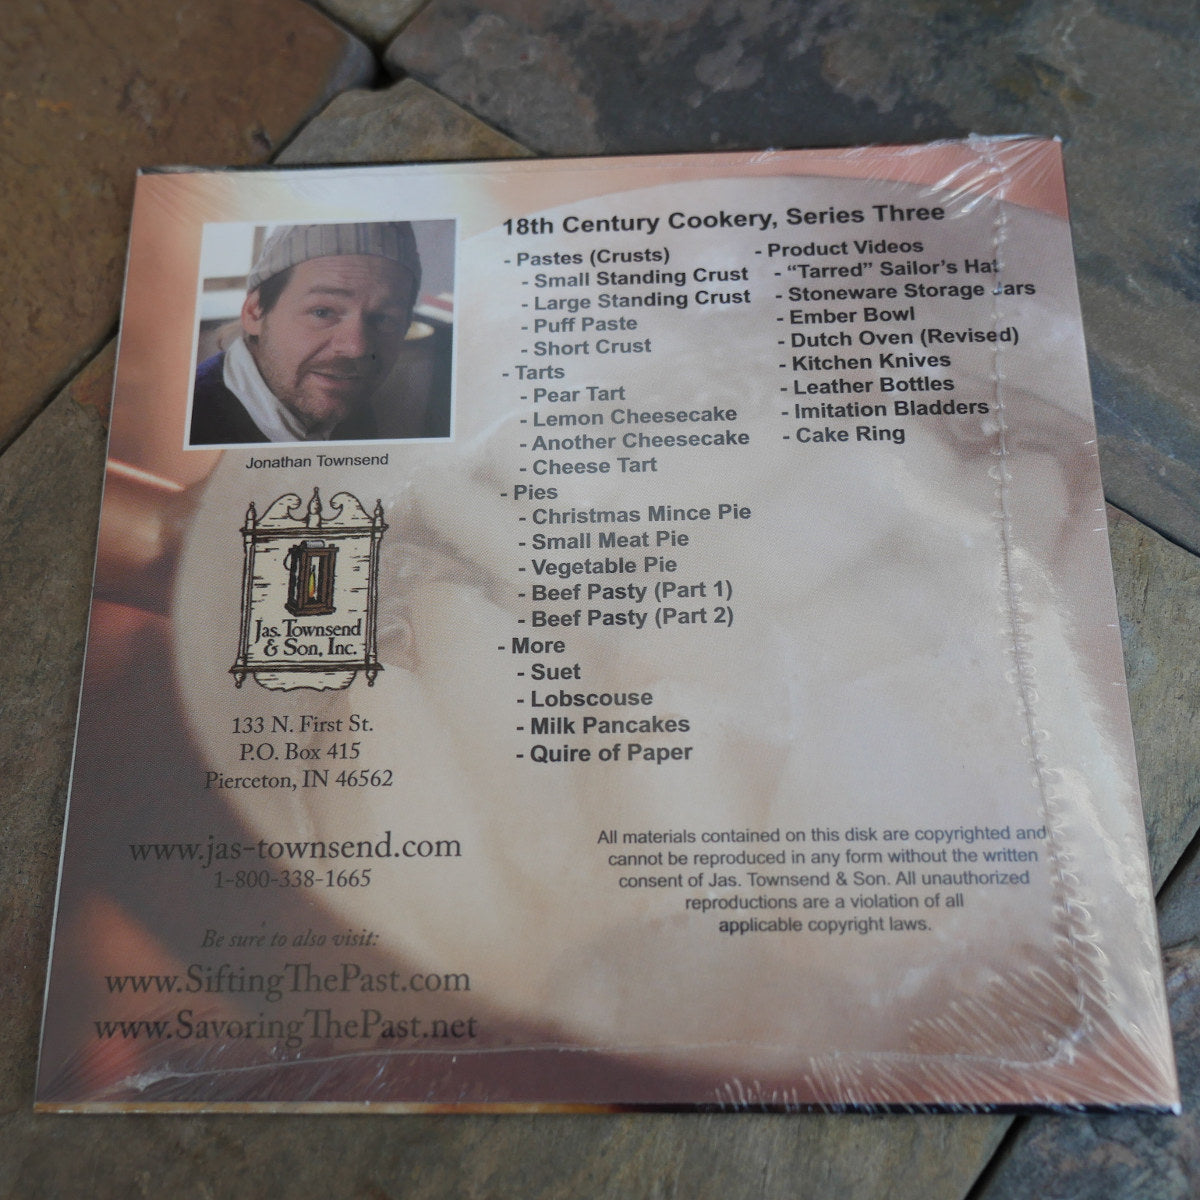 Jonathan Townsend
Jas. Townsend
& Son, Inc.
133 N. First St.
P.O. Box 415
Pierceton, IN 46562
www.jas-townsend.com
1-800-338-1665
Be sure to also visit:
www.SiftingThePast.com
www.SavoringThePast.net
18th Century Cookery, Series Three
- Pastes (Crusts)
- Small Standing Crust
- Large Standing Crust
- Puff Paste
- Short Crust
- Tarts
- Pear Tart
- Lemon Cheesecake
- Another Cheesecake
- Cheese Tart
- Pies
- Christmas Mince Pie
- Small Meat Pie
- Vegetable Pie
- Beef Pasty (Part 1)
- Beef Pasty (Part 2)
- More
- Suet
- Lobscouse
- Milk Pancakes
- Quire of Paper
- Product Videos
- “Tarred” Sailor’s Hat
- Stoneware Storage Jars
- Ember Bowl
- Dutch Oven (Revised)
- Kitchen Knives
- Leather Bottles
- Imitation Bladders
- Cake Ring
All materials contained on this disk are copyrighted and
cannot be reproduced in any form without the written
consent of Jas. Townsend & Son. All unauthorized
reproductions are a violation of all
applicable copyright laws.